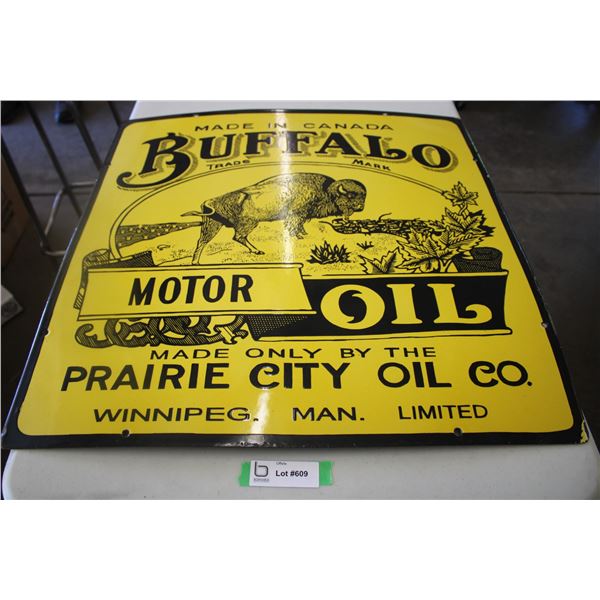 MADE IN CANADA
BUFFALO
TRADE MARK
MOTOR OIL
MADE ONLY BY THE
PRAIRIE CITY OIL CO.
WINNIPEG, MAN. LIMITED
b
Lot #609